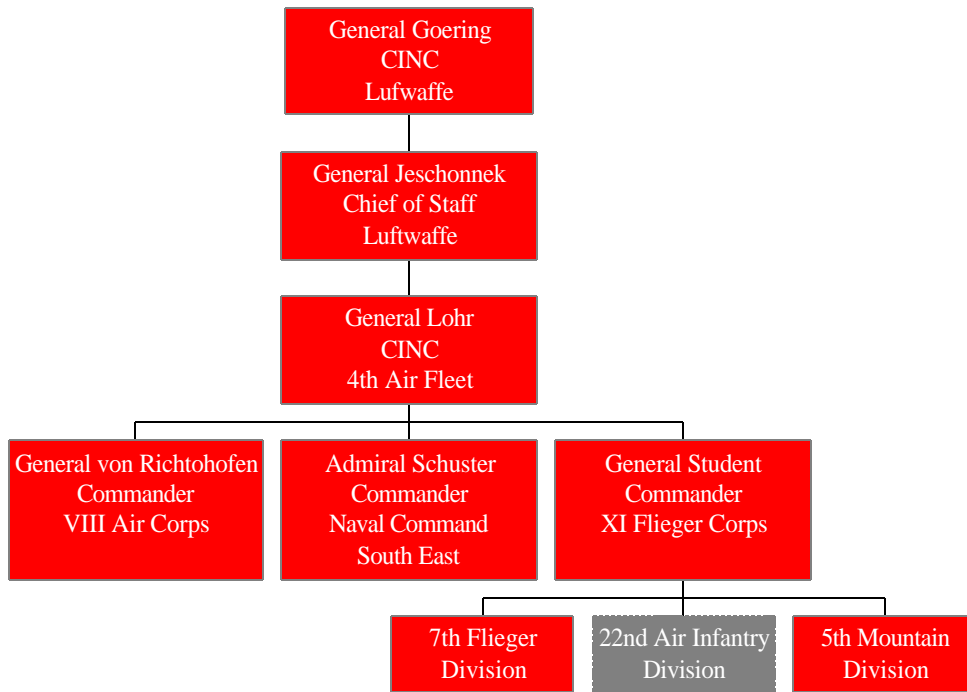 General Goering
CINC
Lufwaffe
General Jeschonnek
Chief of Staff
Luftwaffe
General Lohr
CINC
4th Air Fleet
General von Richtohofen
Commander
VIII Air Corps
Admiral Schuster
Commander
Naval Command
South East
General Student
Commander
XI Flieger Corps
7th Flieger
Division
22nd Air Infantry
Division
5th Mountain
Division